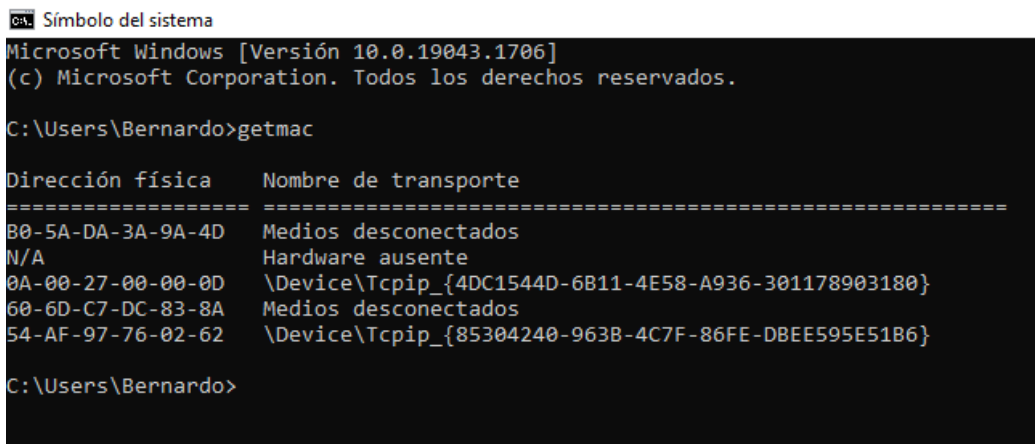 Símbolo del sistema
Microsoft Windows [Versión 10.0.19043.1706]
(c) Microsoft Corporation. Todos los derechos reservados.
C:\Users\Bernardo>getmac
Dirección física    Nombre de transporte
=================== ==========================================================
B0-5A-DA-3A-9A-4D   Medios desconectados
N/A                 Hardware ausente
0A-00-27-00-00-0D   \Device\Tcpip_{4DC1544D-6B11-4E58-A936-301178903180}
60-6D-C7-DC-83-8A   Medios desconectados
54-AF-97-76-02-62   \Device\Tcpip_{85304240-963B-4C7F-86FE-DBEE595E51B6}
C:\Users\Bernardo>